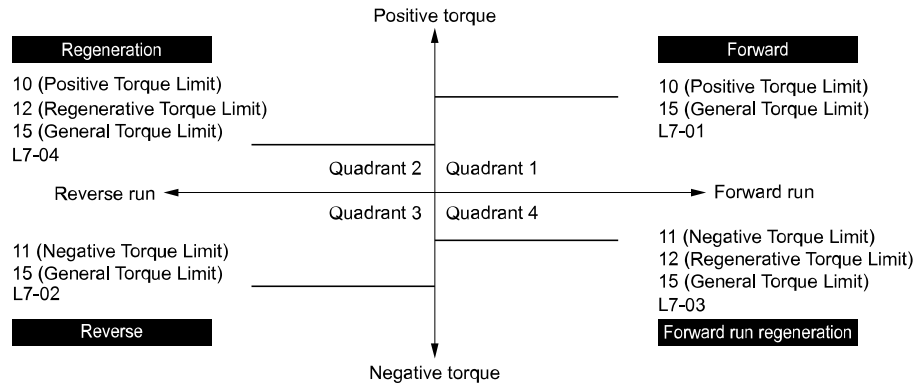 Positive torque
Regeneration
10 (Positive Torque Limit)
12 (Regenerative Torque Limit)
15 (General Torque Limit)
L7-04
Forward
10 (Positive Torque Limit)
15 (General Torque Limit)
L7-01
Quadrant 2
Quadrant 1
Reverse run
Forward run
Quadrant 3
Quadrant 4
11 (Negative Torque Limit)
15 (General Torque Limit)
L7-02
Reverse
11 (Negative Torque Limit)
12 (Regenerative Torque Limit)
15 (General Torque Limit)
L7-03
Forward run regeneration
Negative torque